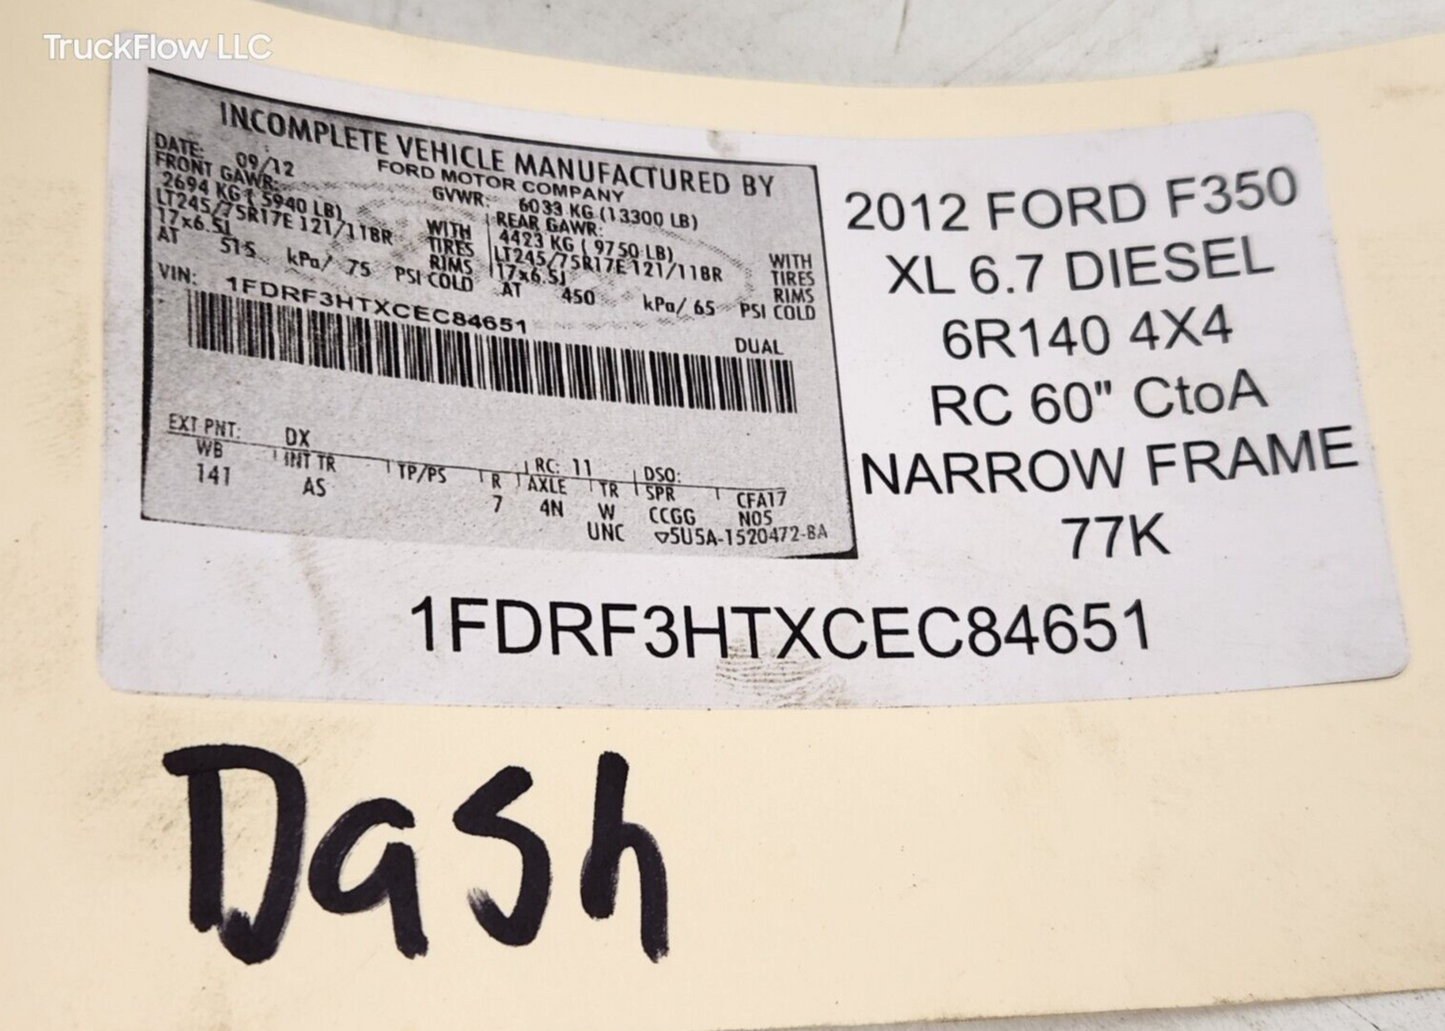 TruckFlow LLC
INCOMPLETE VEHICLE MANUFACTURED BY
FORD MOTOR COMPANY
DATE: 09/12
GVWR: 6033 KG (13300 LB)
FRONT GAWR:
2694 KG ( 5940 LB)
LT245/75R17E 121/118R
17x6.5J
AT 515 kPa/ 75 PSI COLD
WITH
TIRES
RIMS
REAR GAWR:
4423 KG ( 9750 LB)
LT245/75R17E 121/118R
17x6.5J
AT 450 kPa/ 65 PSI COLD
WITH
TIRES
RIMS
VIN: 1FDRF3HTXCEC84651
DUAL
EXT PNT: DX RC: 11 DSO:
WB INT TR TP/PS R AXLE TR SPR CFA17
141 AS 7 4N W CCGG N05
UNC ▽5U5A-1520472-8A
2012 FORD F350
XL 6.7 DIESEL
6R140 4X4
RC 60" CtoA
NARROW FRAME
77K
1FDRF3HTXCEC84651
Dash